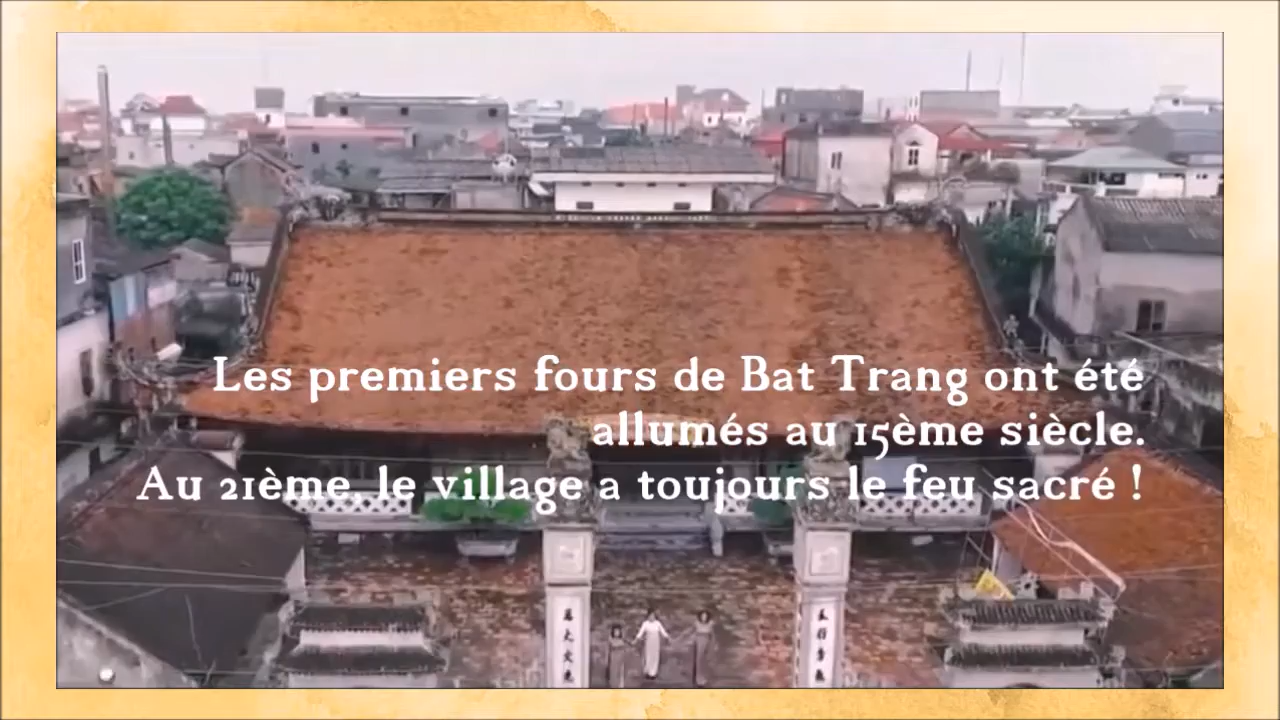 Les premiers fours de Bat Trang ont été
allumés au 15ème siècle.
Au 21ème, le village a toujours le feu sacré !